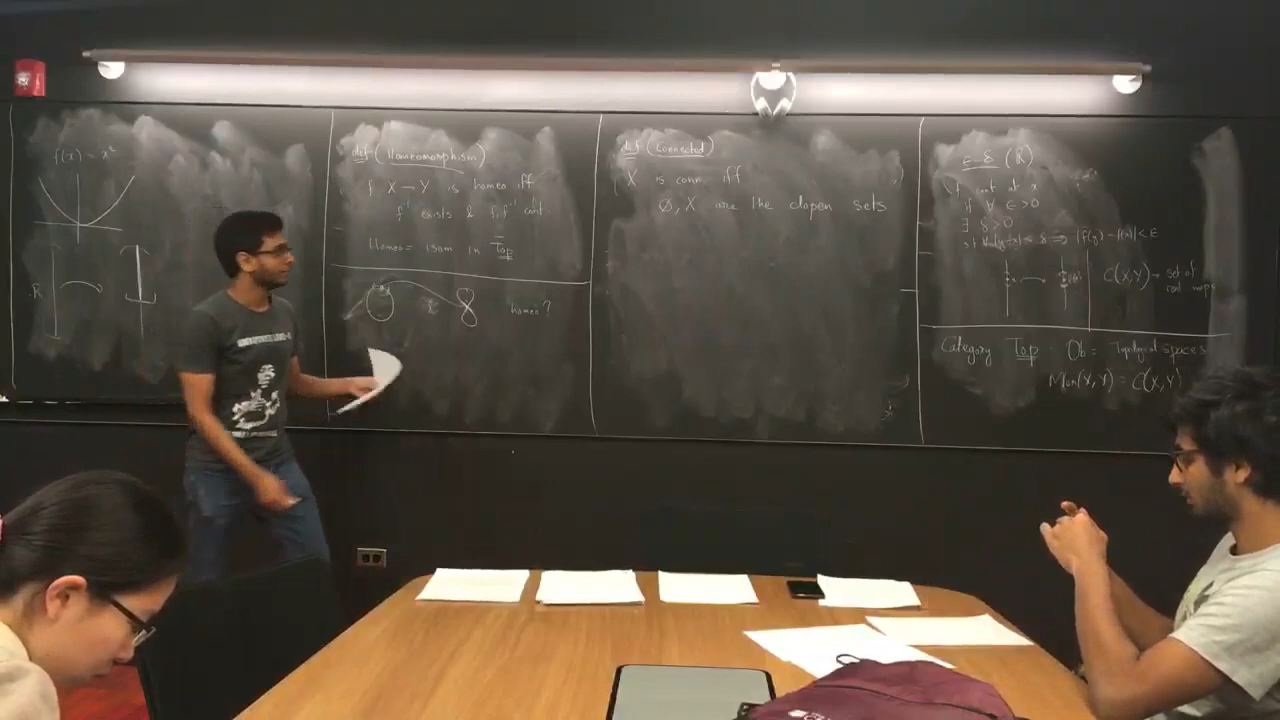 f(x) = x²
R
def (Homeomorphism)
f X → Y is homeo iff
f⁻¹ exists & f, f⁻¹ cont.
Homeo = isom in Top
homeo?
def (Connected)
X is conn. iff
∅, X are the clopen sets
ε-δ (R)
f cont at x
if ∀ ε > 0
∃ δ > 0
⇒ |f(y) - f(x)| < ε
C(X,Y) = set of
cont maps
Category Top. Ob = Topological spaces
Mor(X, Y) = C(X,Y)